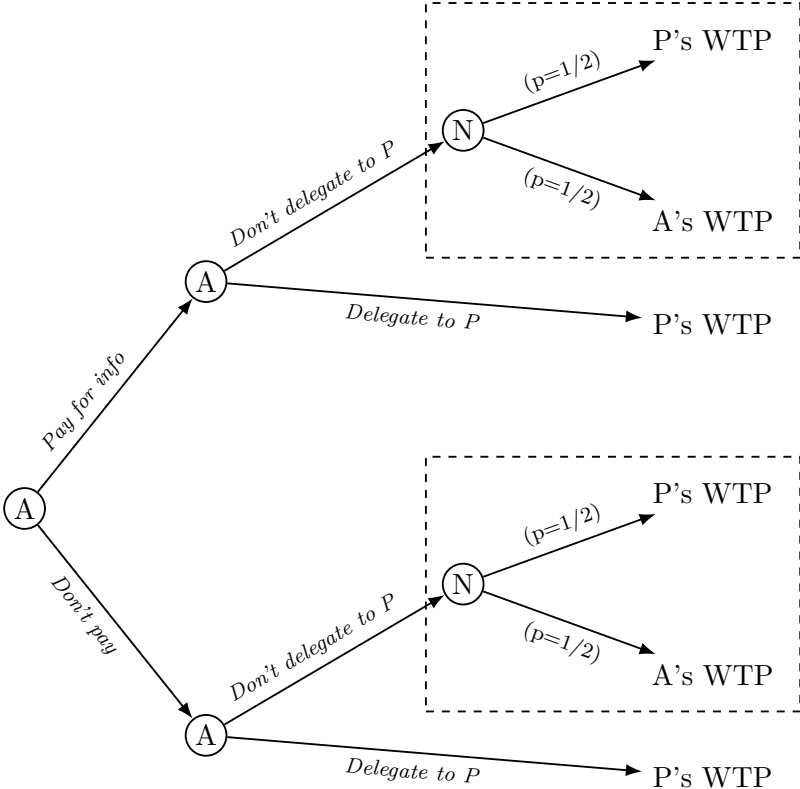 P's WTP
(p=1/2)
N
(p=1/2)
A's WTP
Don't delegate to P
A
Delegate to P
P's WTP
Pay for info
A
Don't pay
P's WTP
(p=1/2)
N
(p=1/2)
A's WTP
Don't delegate to P
A
Delegate to P
P's WTP